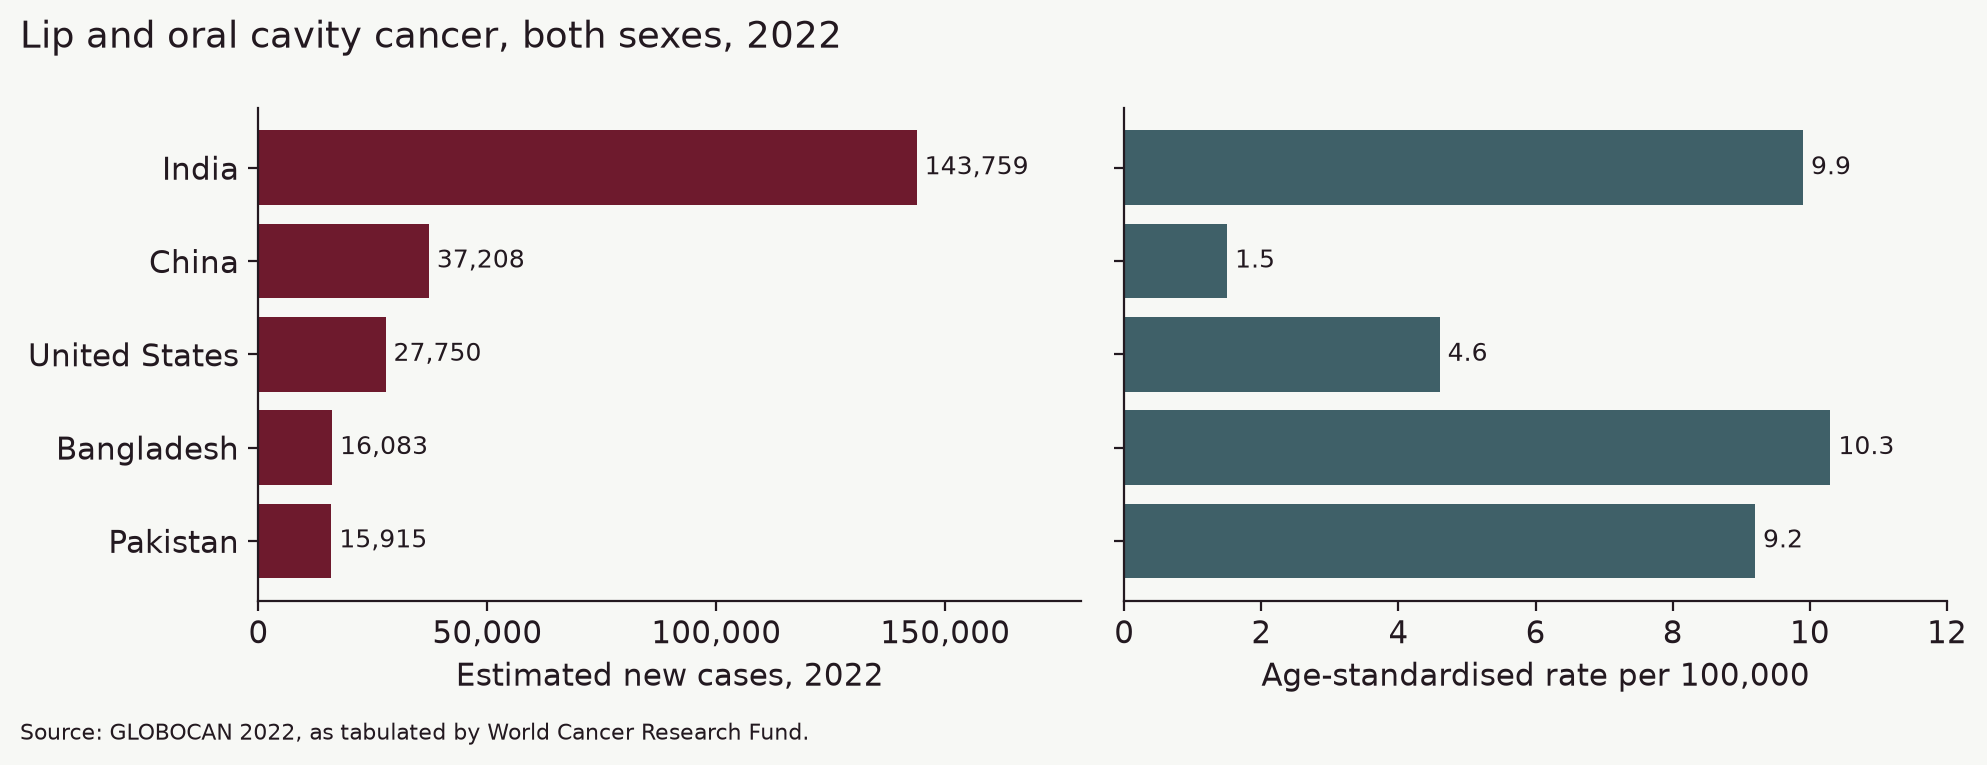 Lip and oral cavity cancer, both sexes, 2022
India
143,759
China
37,208
United States
27,750
Bangladesh
16,083
Pakistan
15,915
0 50,000 100,000 150,000
Estimated new cases, 2022
9.9
1.5
4.6
10.3
9.2
0 2 4 6 8 10 12
Age-standardised rate per 100,000
Source: GLOBOCAN 2022, as tabulated by World Cancer Research Fund.